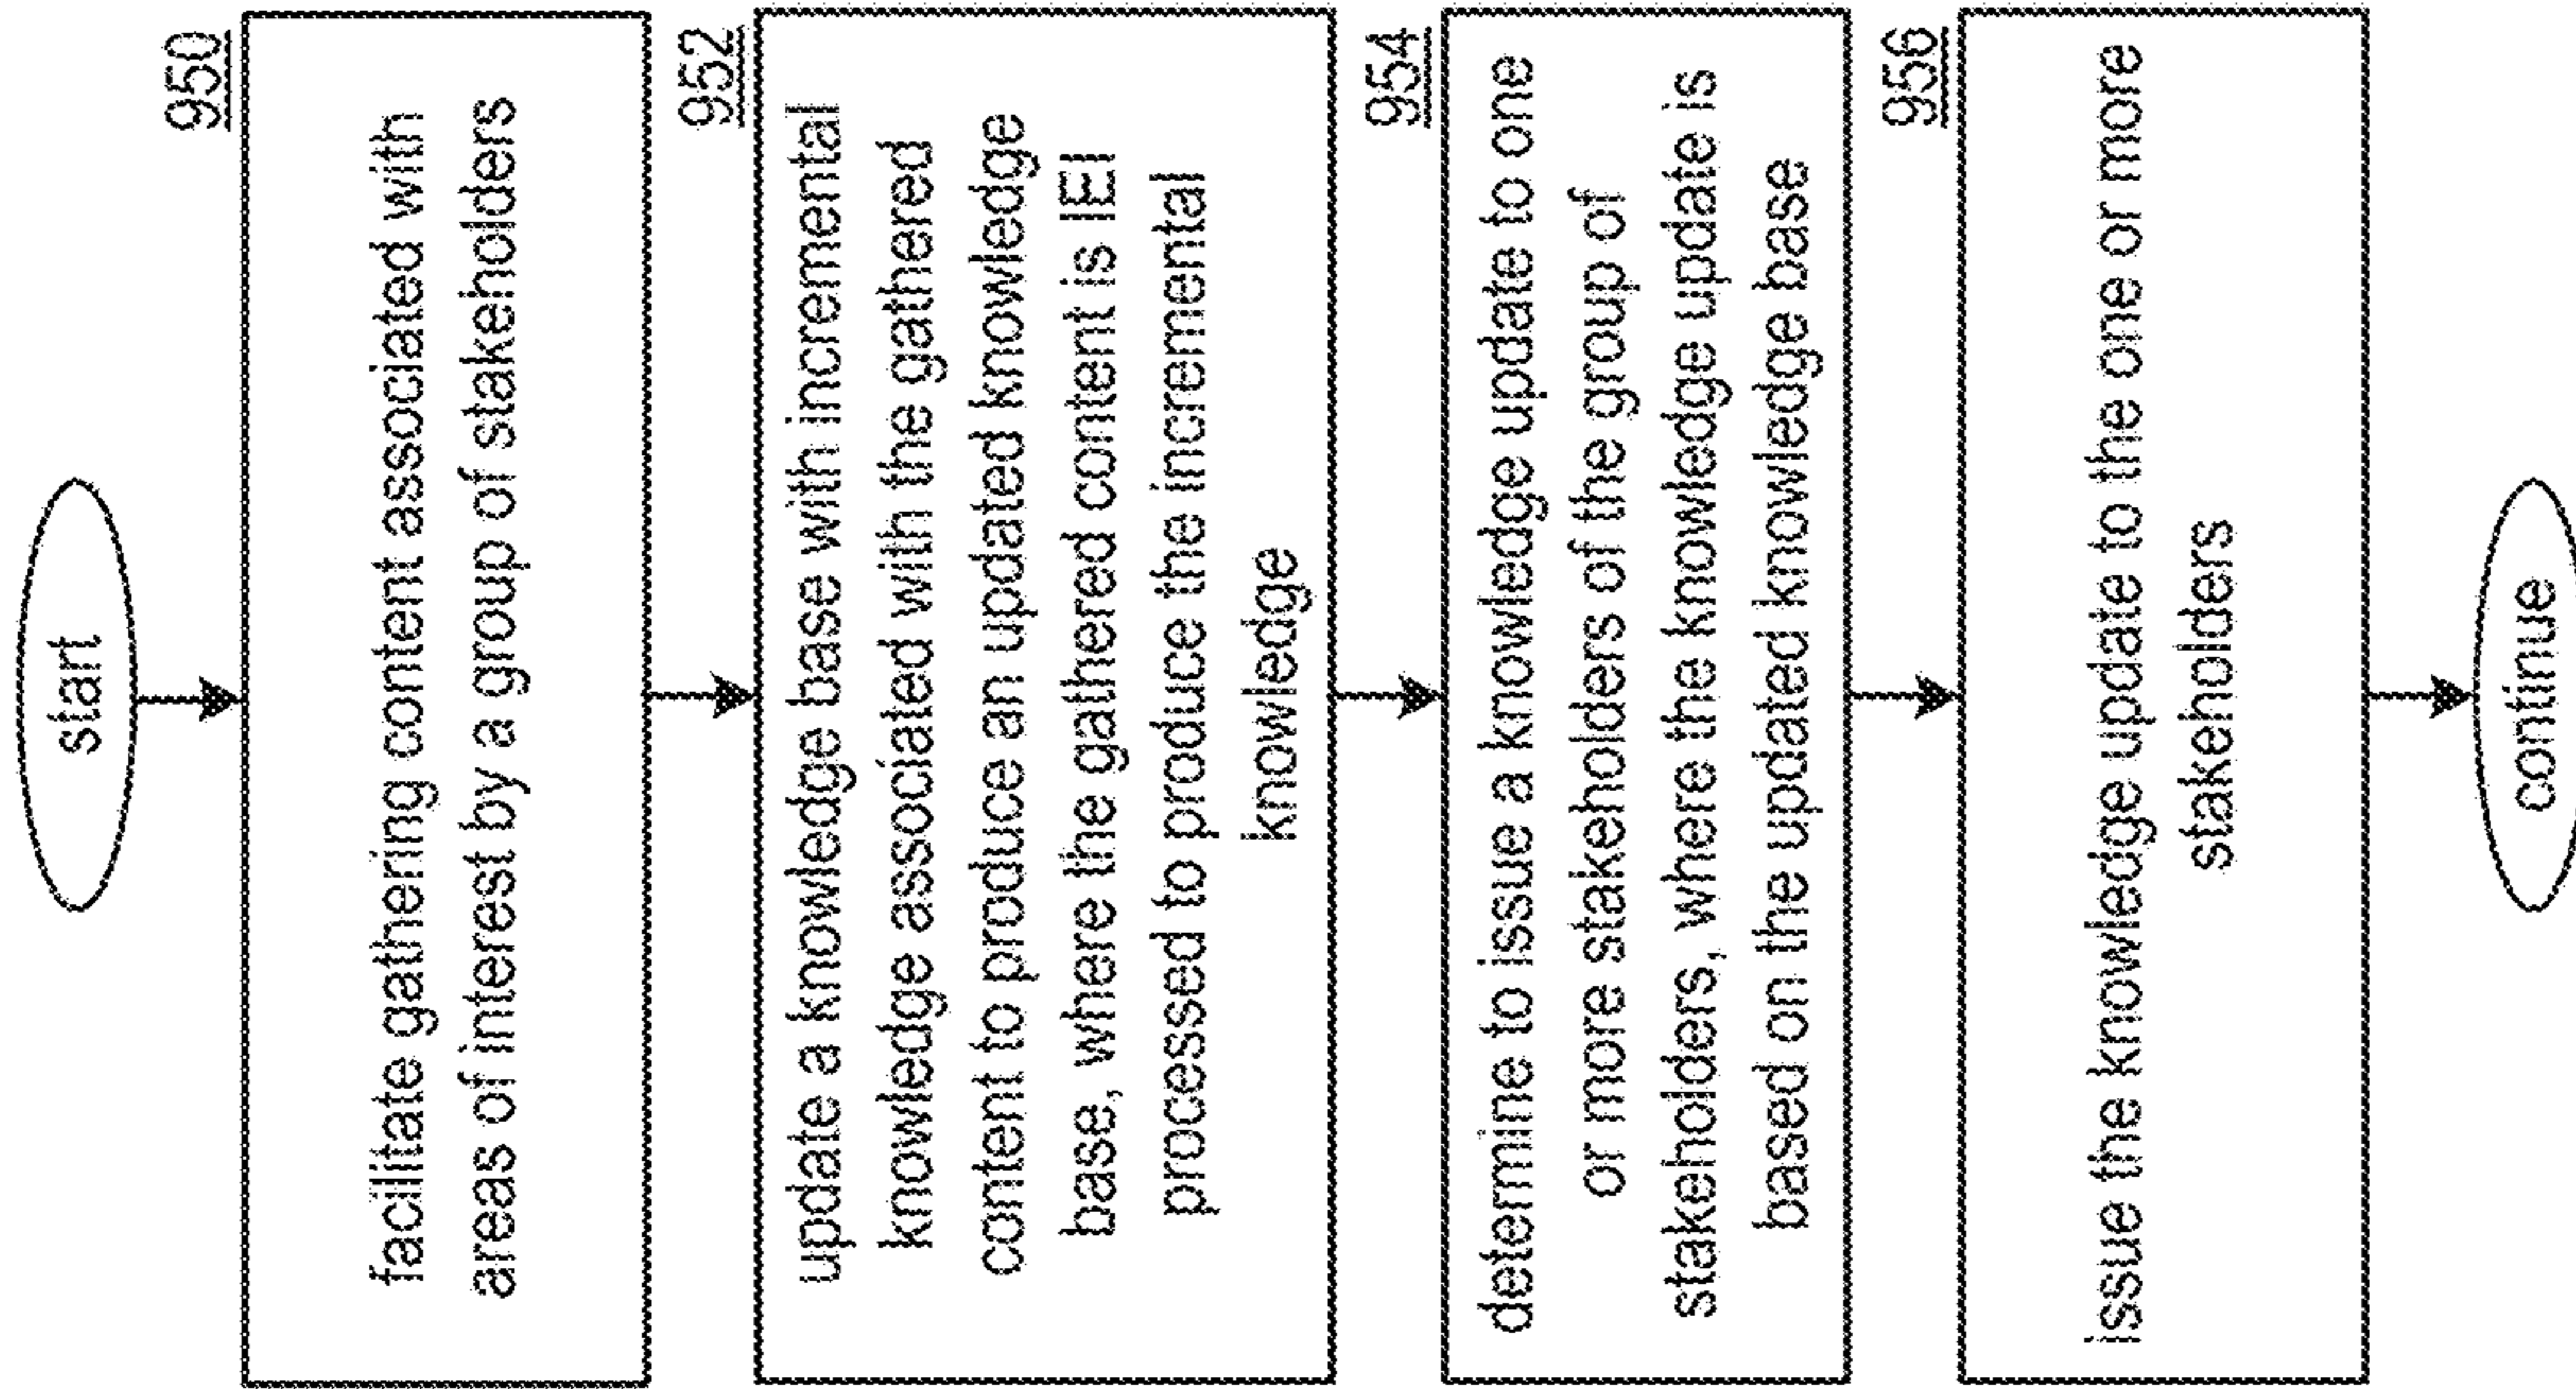 start
950
facilitate gathering content associated with
areas of interest by a group of stakeholders
952
update a knowledge base with incremental
knowledge associated with the gathered
content to produce an updated knowledge
base, where the gathered content is IEI
processed to produce the incremental
knowledge
954
determine to issue a knowledge update to one
or more stakeholders of the group of
stakeholders, where the knowledge update is
based on the updated knowledge base
956
issue the knowledge update to the one or more
stakeholders
continue